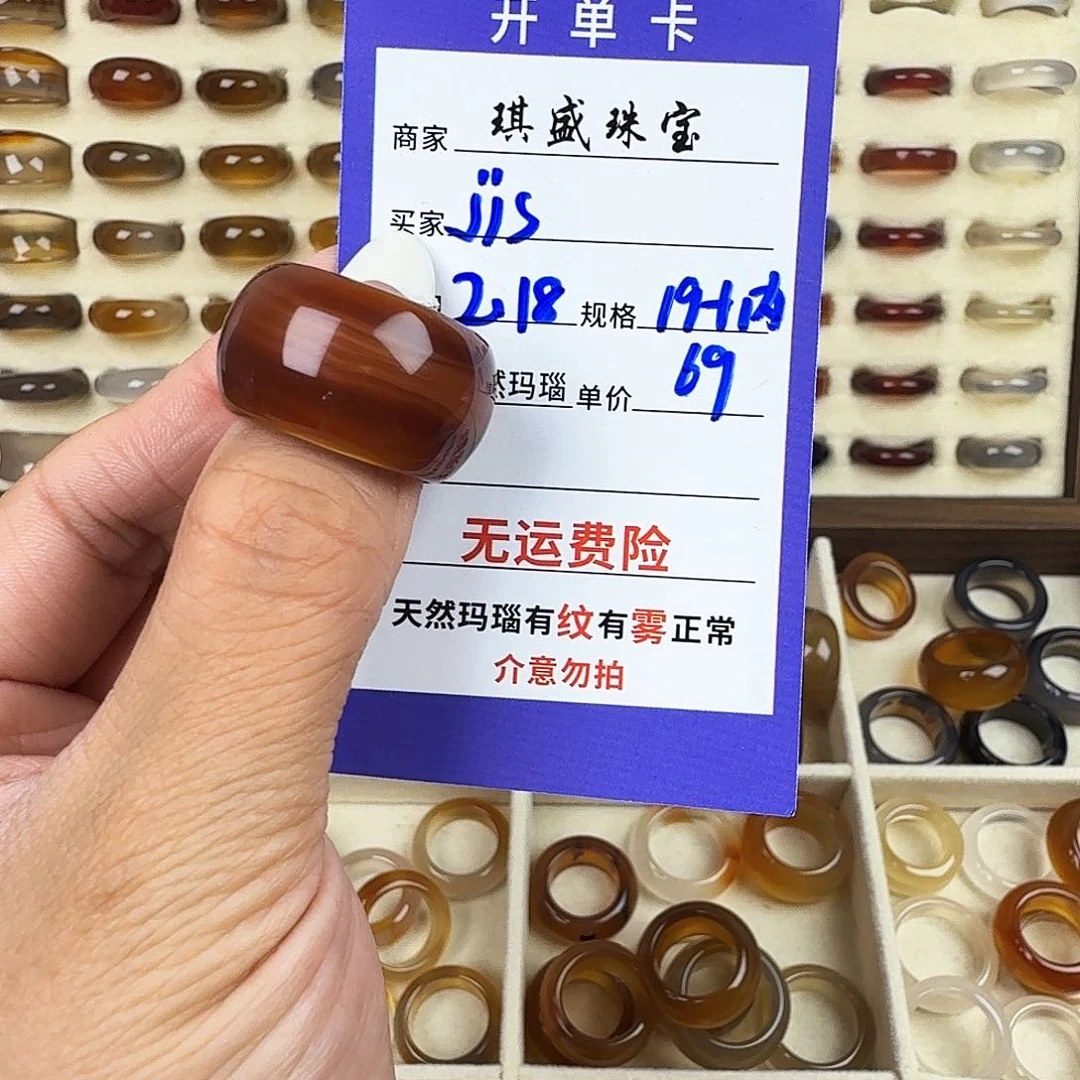 开单卡
商家 琪盛珠宝
买家 jjs
2.18 规格 19+内
然玛瑙 单价 69
无运费险
天然玛瑙有纹有雾正常
介意勿拍